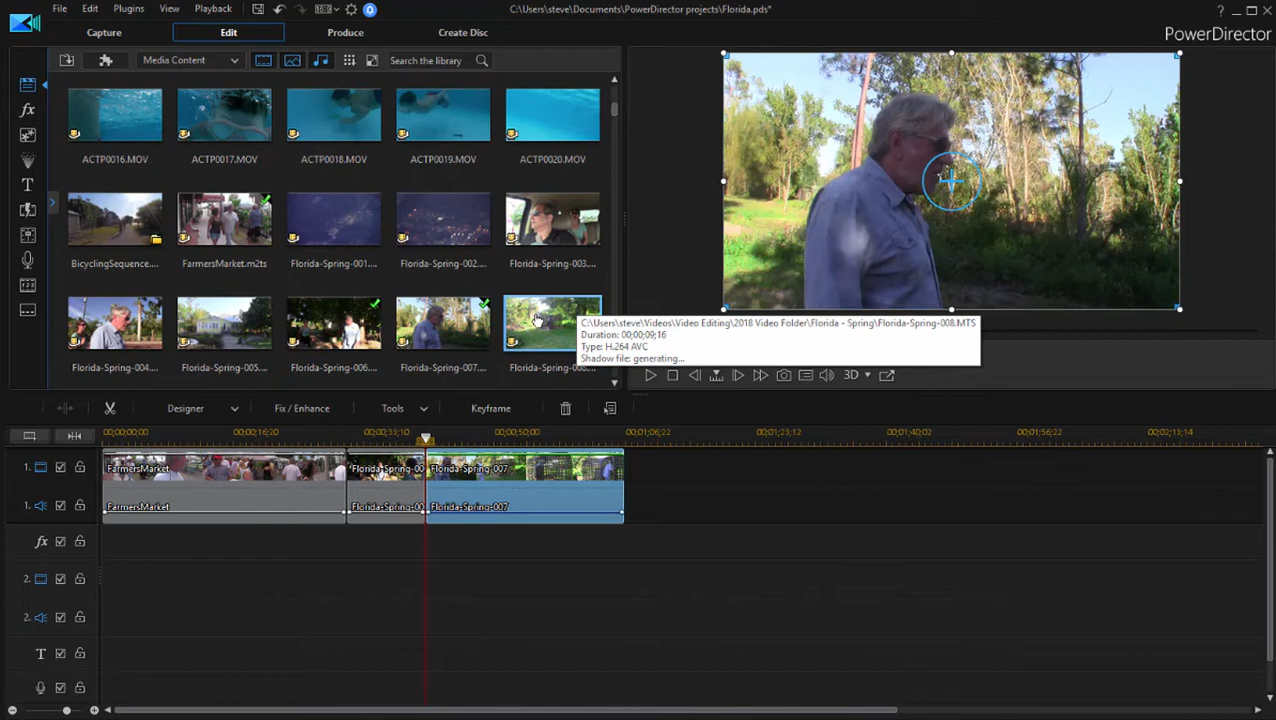 File Edit Plugins View Playback
C:\Users\steve\Documents\PowerDirector projects\Florida.pds*
?
PowerDirector
Capture Edit Produce Create Disc
Media Content
Search the library
ACTP0016.MOV ACTP0017.MOV ACTP0018.MOV ACTP0019.MOV ACTP0020.MOV
BicyclingSequence.... FarmersMarket.m2ts Florida-Spring-001.... Florida-Spring-002.... Florida-Spring-003....
Florida-Spring-004.... Florida-Spring-005.... Florida-Spring-006.... Florida-Spring-007.... Florida-Spring-008....
C:\Users\steve\Videos\Video Editing\2018 Video Folder\Florida - Spring\Florida-Spring-008.MTS
Duration: 00;00;09;16
Type: H.264 AVC
Shadow file: generating...
3D
Designer Fix / Enhance Tools Keyframe
00;00;00;00 00;00;16;20 00;00;33;10 00;00;50;00 00;01;06;22 00;01;23;12 00;01;40;02 00;01;56;22 00;02;13;14
1. FarmersMarket Florida-Spring-00 Florida-Spring-007
1. FarmersMarket Florida-Spring-00 Florida-Spring-007
fx
2.
2.
T